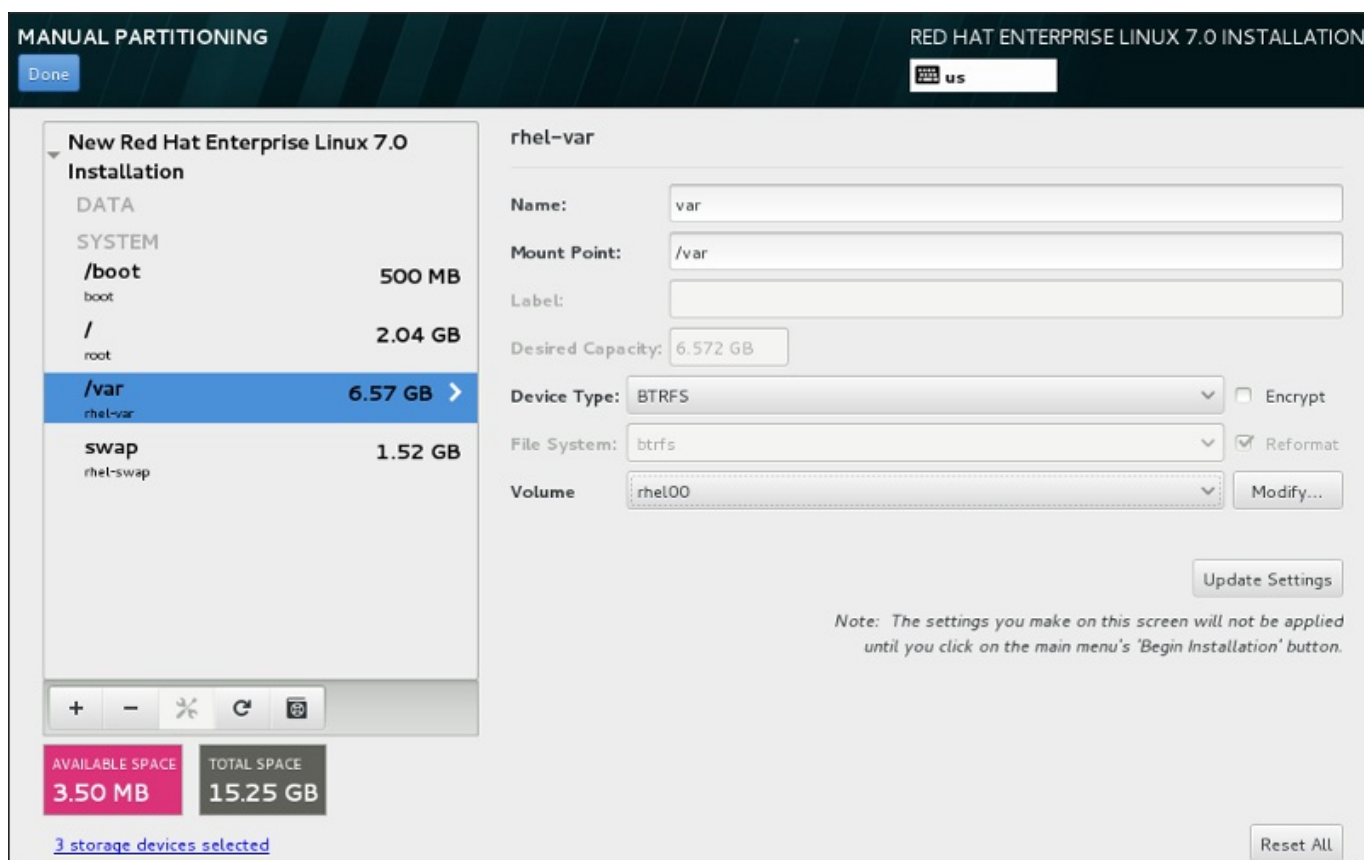 MANUAL PARTITIONING
RED HAT ENTERPRISE LINUX 7.0 INSTALLATION
Done
us
New Red Hat Enterprise Linux 7.0
Installation
DATA
SYSTEM
/boot
500 MB
boot
/
2.04 GB
root
/var
6.57 GB
rhel-var
swap
1.52 GB
rhel-swap
+ −
AVAILABLE SPACE
3.50 MB
TOTAL SPACE
15.25 GB
3 storage devices selected
rhel-var
Name: var
Mount Point: /var
Label:
Desired Capacity: 6.572 GB
Device Type: BTRFS Encrypt
File System: btrfs Reformat
Volume rhel00 Modify...
Update Settings
Note: The settings you make on this screen will not be applied
until you click on the main menu's 'Begin Installation' button.
Reset All